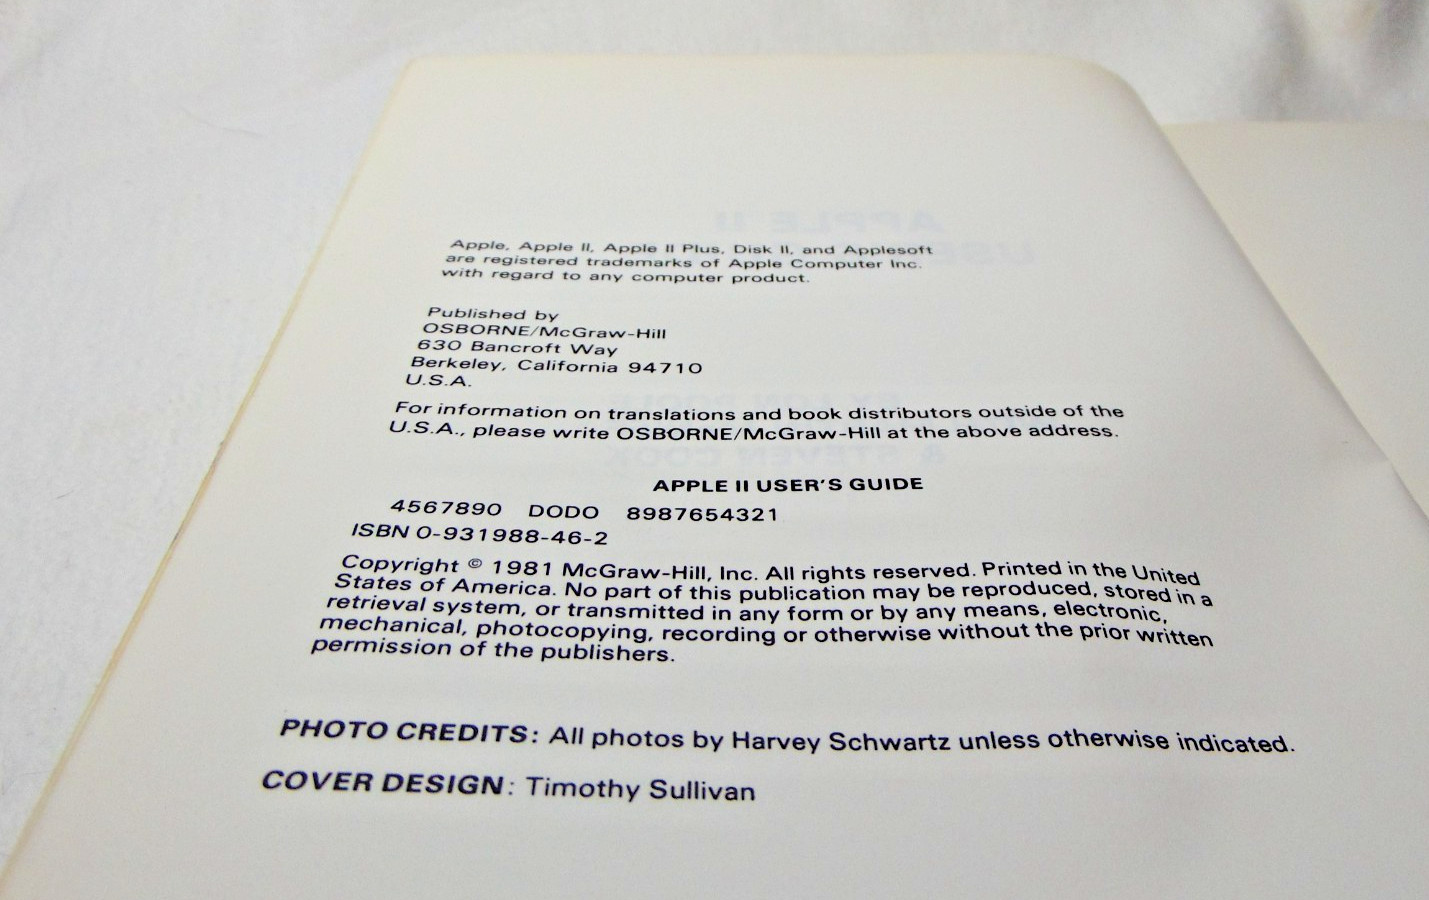 Apple, Apple II, Apple II Plus, Disk II, and Applesoft
are registered trademarks of Apple Computer Inc.
with regard to any computer product.
Published by
OSBORNE/McGraw-Hill
630 Bancroft Way
Berkeley, California 94710
U.S.A.
For information on translations and book distributors outside of the
U.S.A., please write OSBORNE/McGraw-Hill at the above address.
APPLE II USER'S GUIDE
4567890 DODO 8987654321
ISBN 0-931988-46-2
Copyright © 1981 McGraw-Hill, Inc. All rights reserved. Printed in the United
States of America. No part of this publication may be reproduced, stored in a
retrieval system, or transmitted in any form or by any means, electronic,
mechanical, photocopying, recording or otherwise without the prior written
permission of the publishers.
PHOTO CREDITS: All photos by Harvey Schwartz unless otherwise indicated.
COVER DESIGN: Timothy Sullivan